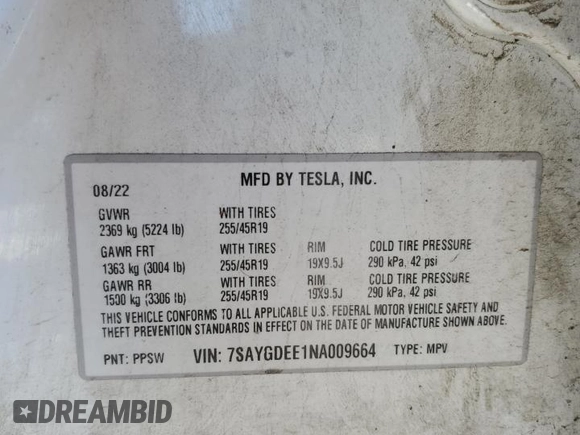 MFD BY TESLA, INC.
08/22
GVWR WITH TIRES
2369 kg (5224 lb) 255/45R19
GAWR FRT WITH TIRES RIM COLD TIRE PRESSURE
1363 kg (3004 lb) 255/45R19 19X9.5J 290 kPa, 42 psi
GAWR RR WITH TIRES RIM COLD TIRE PRESSURE
1500 kg (3306 lb) 255/45R19 19X9.5J 290 kPa, 42 psi
THIS VEHICLE CONFORMS TO ALL APPLICABLE U.S. FEDERAL MOTOR VEHICLE SAFETY AND
THEFT PREVENTION STANDARDS IN EFFECT ON THE DATE OF MANUFACTURE SHOWN ABOVE.
PNT: PPSW VIN: 7SAYGDEE1NA009664 TYPE: MPV
DREAMBID